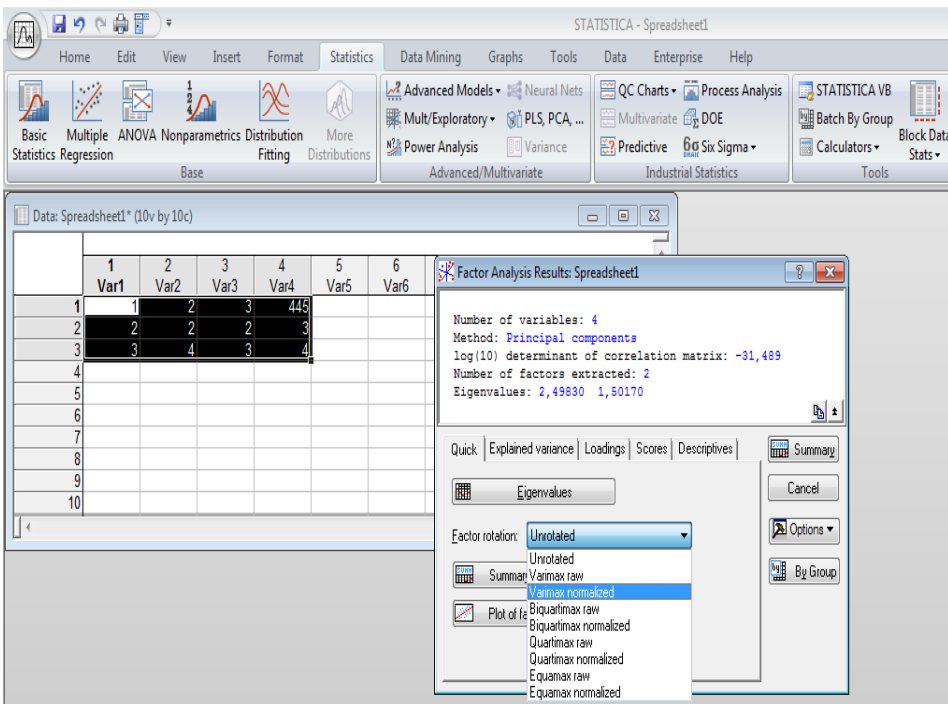 STATISTICA - Spreadsheet1
Home Edit View Insert Format Statistics Data Mining Graphs Tools Data Enterprise Help
Basic Statistics
Multiple Regression
ANOVA
Nonparametrics
Distribution Fitting
More Distributions
Base
Advanced Models
Neural Nets
Mult/Exploratory
PLS, PCA, ...
Power Analysis
Variance
Advanced/Multivariate
QC Charts
Process Analysis
Multivariate
DOE
Predictive
Six Sigma
Industrial Statistics
STATISTICA VB
Batch By Group
Calculators
Block Data
Stats
Tools
Data: Spreadsheet1* (10v by 10c)
1 2 3 4 5 6
Var1 Var2 Var3 Var4 Var5 Var6
1 1 2 3 445
2 2 2 2 3
3 3 4 3 4
4
5
6
7
8
9
10
Factor Analysis Results: Spreadsheet1
Number of variables: 4
Method: Principal components
log(10) determinant of correlation matrix: -31,489
Number of factors extracted: 2
Eigenvalues: 2,49830 1,50170
Quick Explained variance Loadings Scores Descriptives
Summary
Cancel
Options
By Group
Eigenvalues
Factor rotation: Unrotated
Unrotated
Summar Varimax raw
Varimax normalized
Plot of fa Biquartimax raw
Biquartimax normalized
Quartimax raw
Quartimax normalized
Equamax raw
Equamax normalized